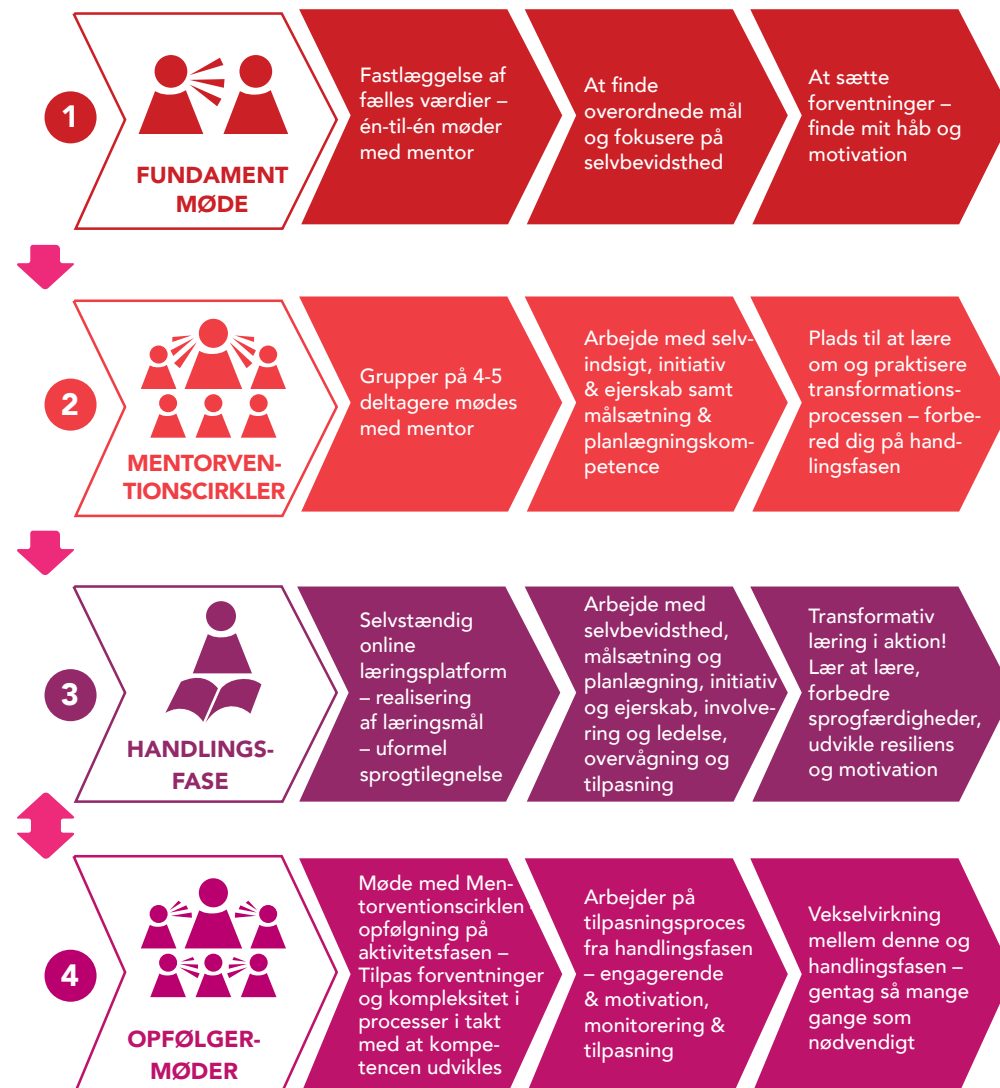 1
FUNDAMENT
MØDE
Fastlæggelse af
fælles værdier –
én-til-én møder
med mentor
At finde
overordnede mål
og fokusere på
selvbevidsthed
At sætte
forventninger –
finde mit håb og
motivation
2
MENTORVEN-
TIONSCIRKLER
Grupper på 4-5
deltagere mødes
med mentor
Arbejde med selv-
indsigt, initiativ
& ejerskab samt
målsætning &
planlægningskom-
petence
Plads til at lære
om og praktisere
transformations-
processen – forbe-
red dig på hand-
lingsfasen
3
HANDLINGS-
FASE
Selvstændig
online
læringsplatform
– realisering
af læringsmål
– uformel
sprogtilegnelse
Arbejde med
selvbevidsthed,
målsætning og
planlægning, initiativ
og ejerskab, involve-
ring og ledelse,
overvågning og
tilpasning
Transformativ
læring i aktion!
Lær at lære,
forbedre
sprogfærdigheder,
udvikle resiliens
og motivation
4
OPFØLGER-
MØDER
Møde med Men-
torventionscirklen -
opfølgning på
aktivitetsfasen –
Tilpas forventninger
og kompleksitet i
processer i takt
med at kompe-
tencen udvikles
Arbejder på
tilpasningsproces
fra handlingsfasen
– engagerende
& motivation,
monitorering &
tilpasning
Vekselvirkning
mellem denne og
handlingsfasen –
gentag så mange
gange som
nødvendigt